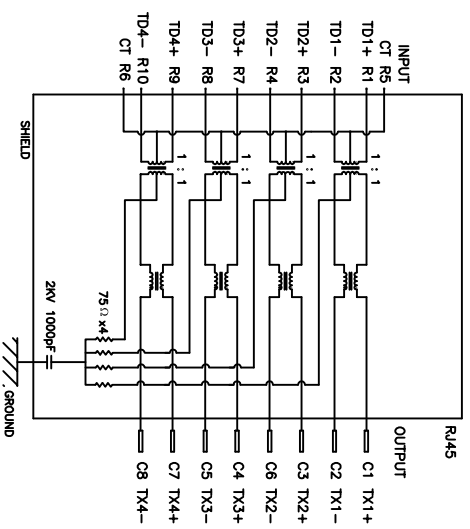 RJ45
INPUT
OUTPUT
CT R5
TD1+ R1
TD1- R2
TD2+ R3
TD2- R4
TD3+ R7
TD3- R8
TD4+ R9
TD4- R10
CT R6
1 : 1
1 : 1
1 : 1
1 : 1
C1 TX1+
C2 TX1-
C3 TX2+
C6 TX2-
C4 TX3+
C5 TX3-
C7 TX4+
C8 TX4-
SHIELD
75Ω x4
2KV 1000pF
GROUND